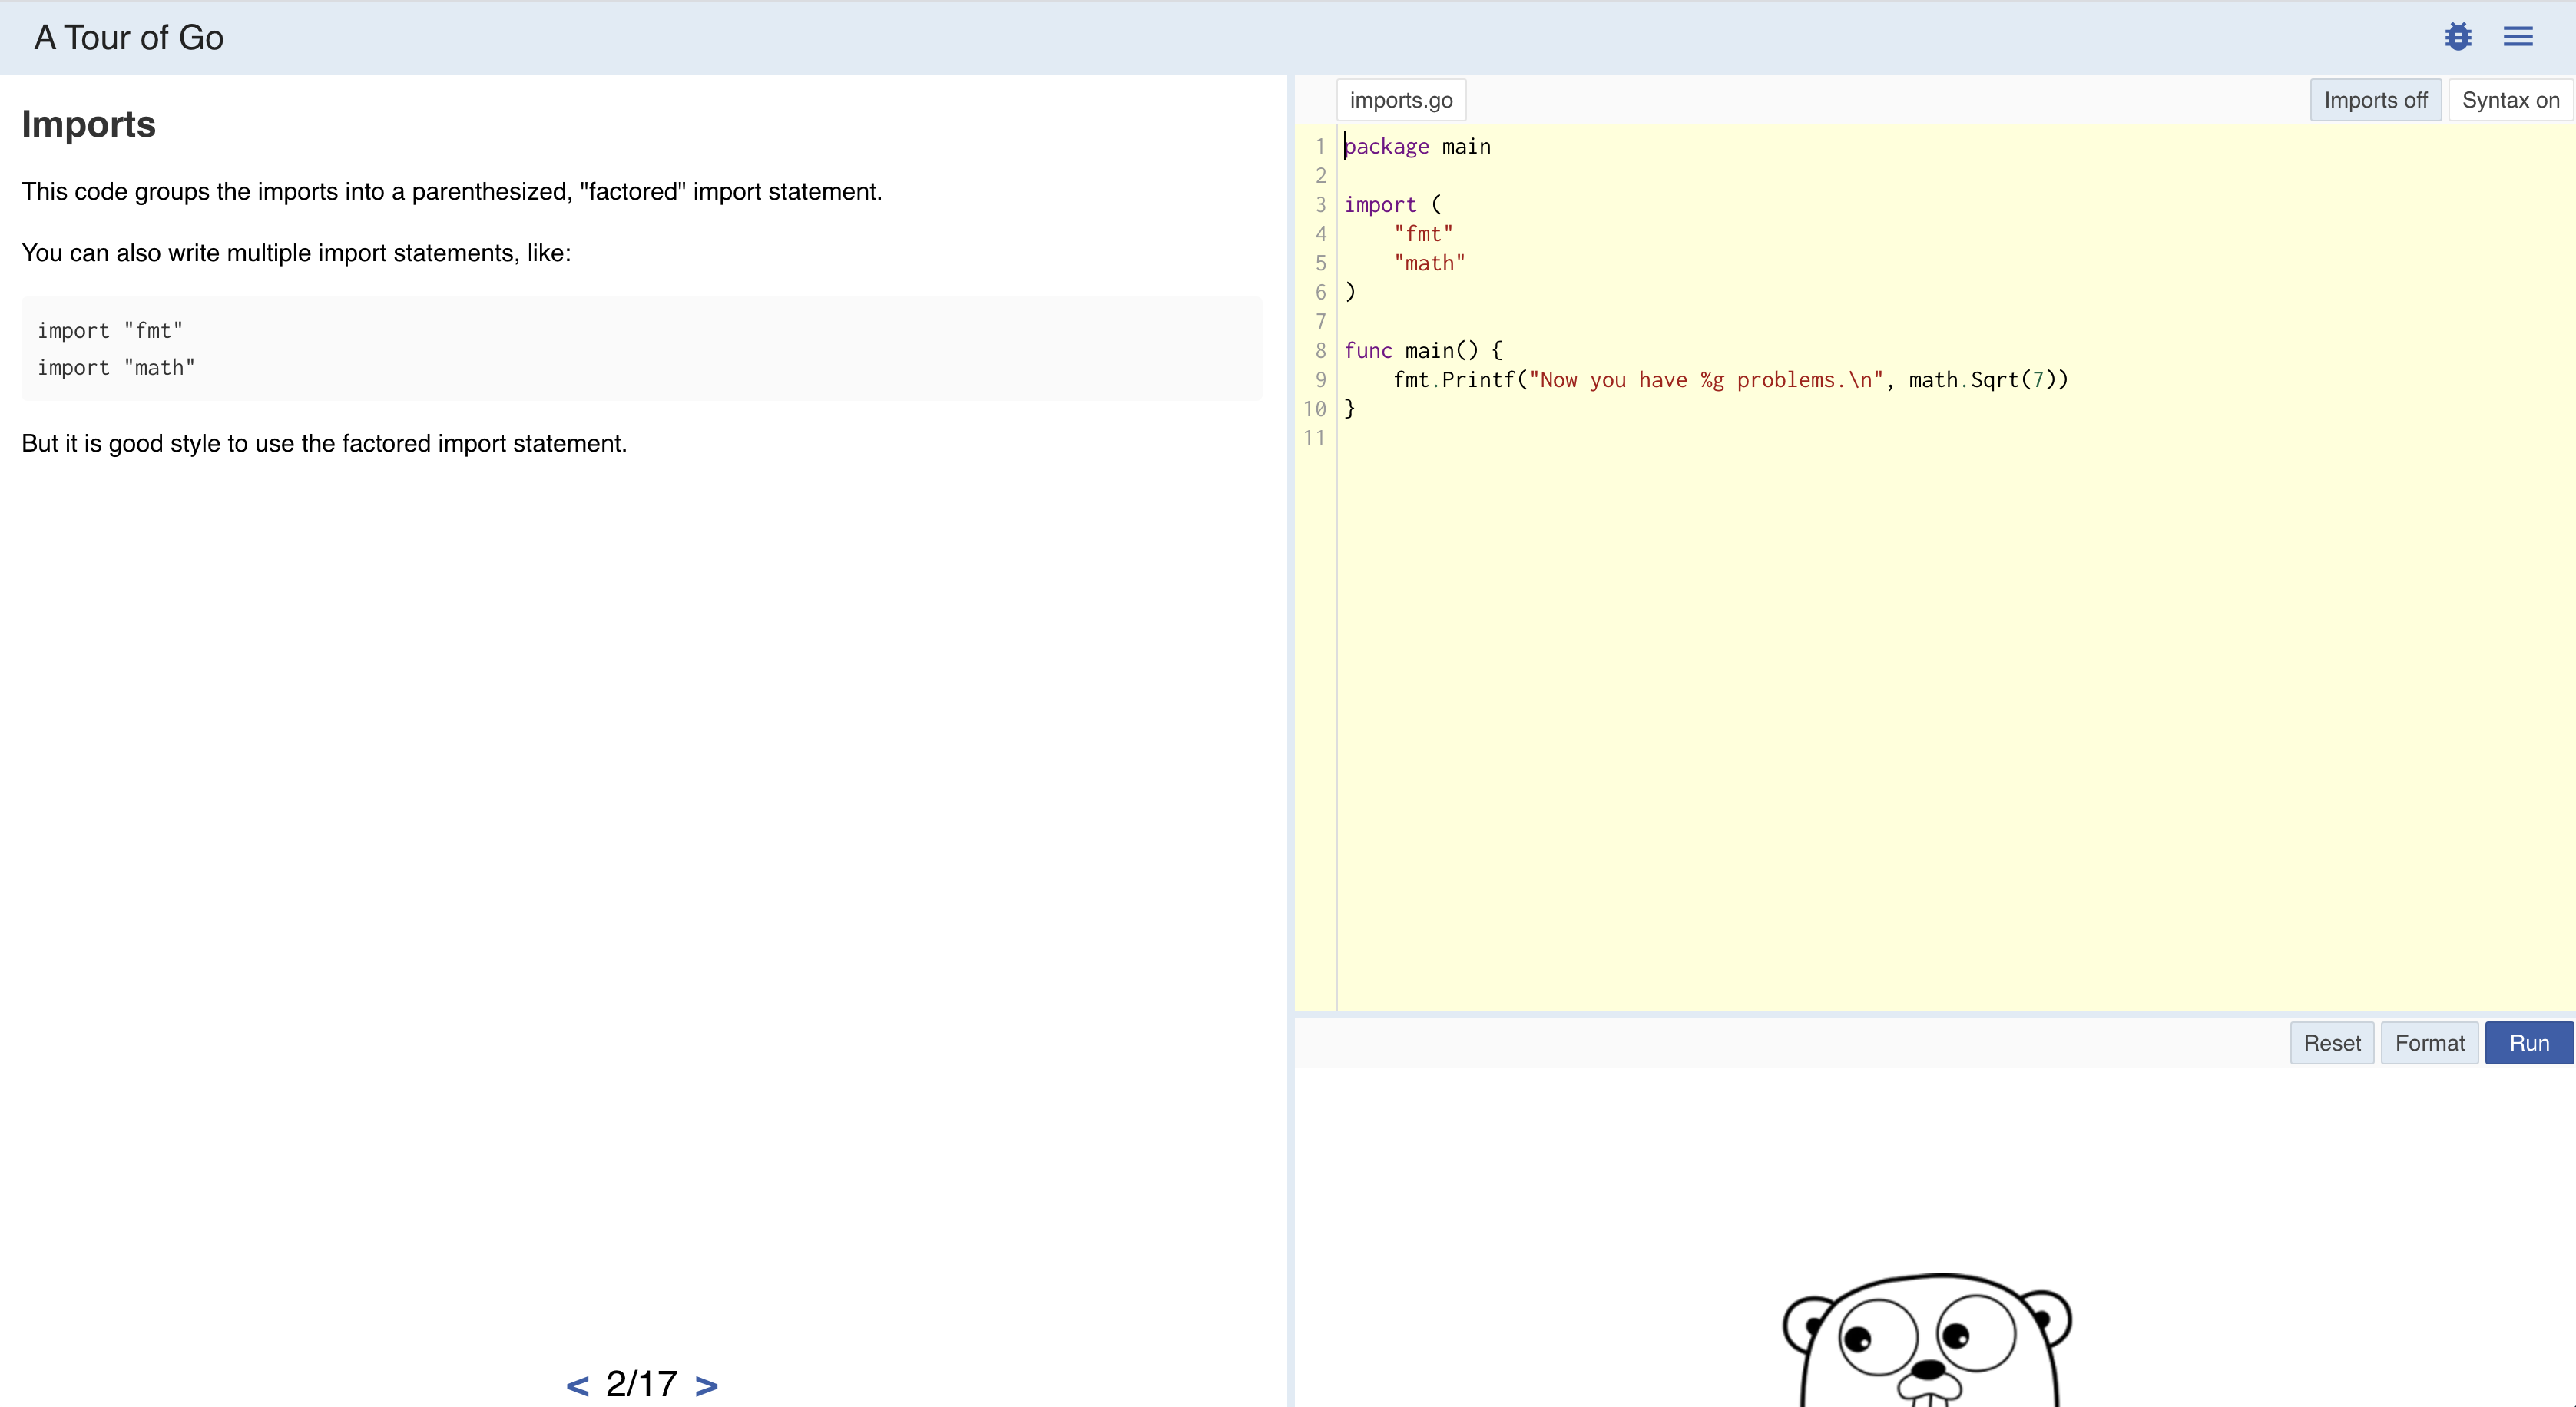 A Tour of Go
Imports
This code groups the imports into a parenthesized, "factored" import statement.
You can also write multiple import statements, like:
import "fmt"
import "math"
But it is good style to use the factored import statement.
< 2/17 >
imports.go
Imports off
Syntax on
1 package main
2
3 import (
4 "fmt"
5 "math"
6 )
7
8 func main() {
9 fmt.Printf("Now you have %g problems.\n", math.Sqrt(7))
10 }
11
Reset
Format
Run